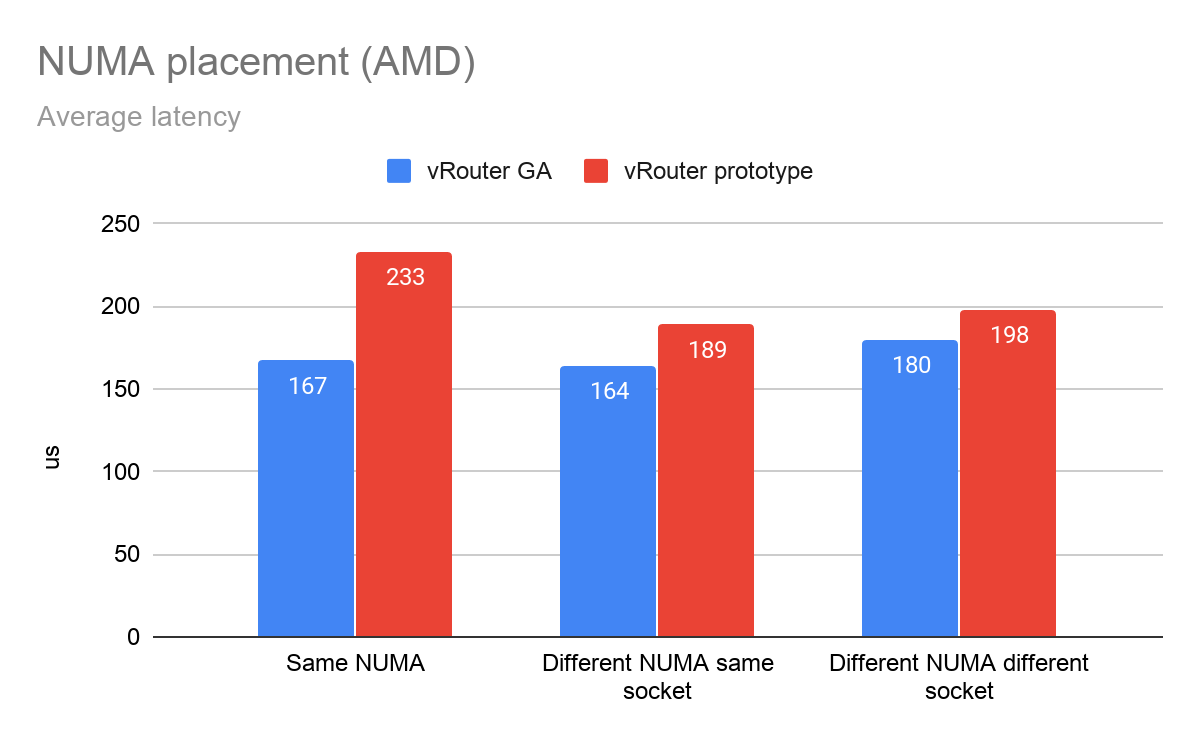 NUMA placement (AMD)
Average latency
vRouter GA
vRouter prototype
250
200
150
100
50
0
us
233
167
189
164
198
180
Same NUMA
Different NUMA same
socket
Different NUMA different
socket